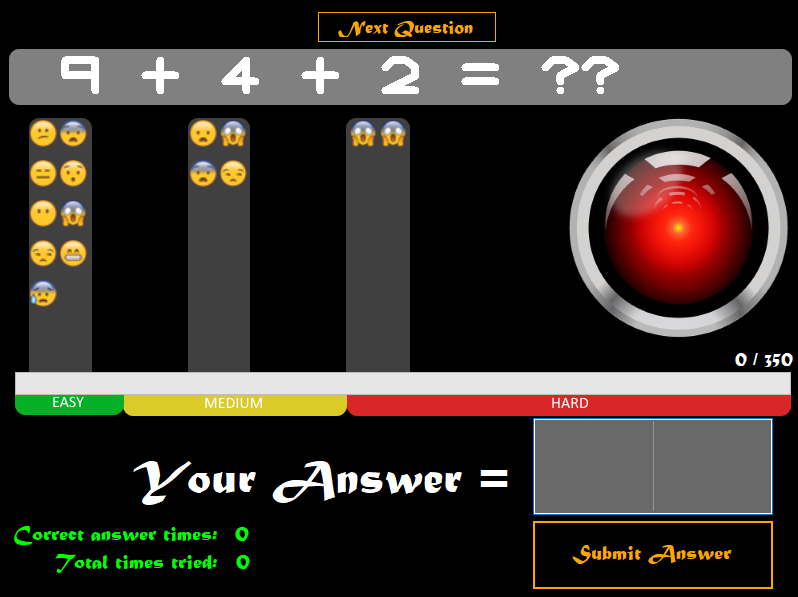 Next Question
9 + 4 + 2 = ??
0 / 350
EASY MEDIUM HARD
Your Answer =
Correct answer times: 0
Total times tried: 0
Submit Answer